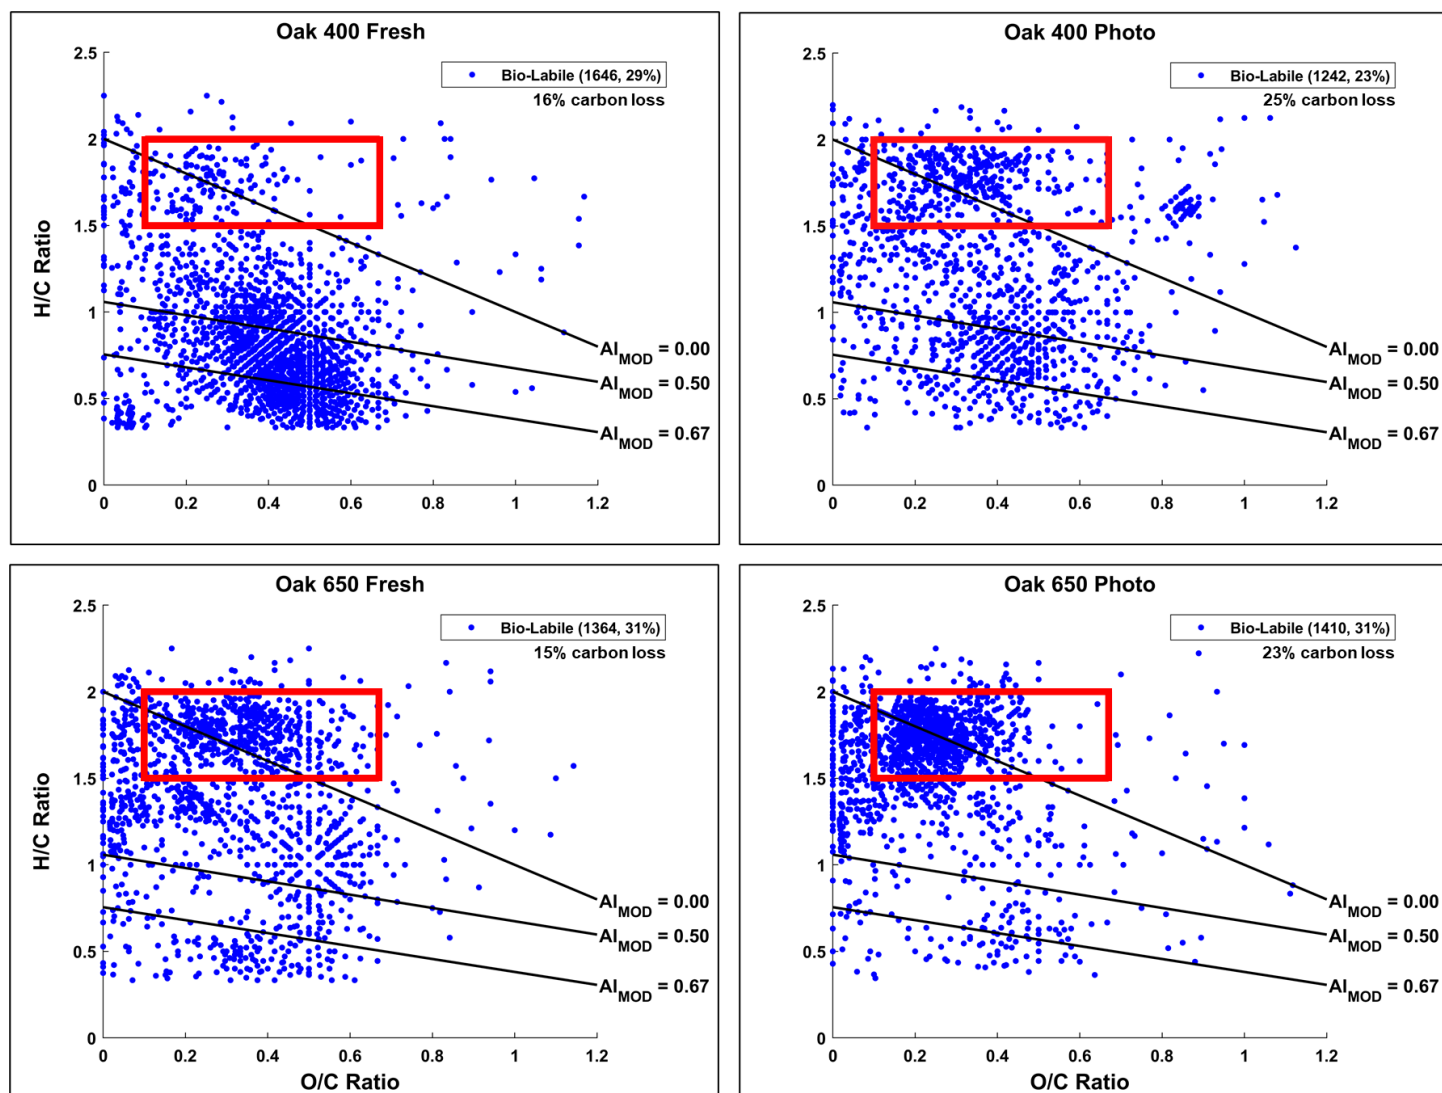 Oak 400 Fresh
Bio-Labile (1646, 29%)
16% carbon loss
H/C Ratio
2.5
2
1.5
1
0.5
0
0 0.2 0.4 0.6 0.8 1 1.2
AIMOD = 0.00
AIMOD = 0.50
AIMOD = 0.67
Oak 400 Photo
Bio-Labile (1242, 23%)
25% carbon loss
2.5
2
1.5
1
0.5
0
0 0.2 0.4 0.6 0.8 1 1.2
AIMOD = 0.00
AIMOD = 0.50
AIMOD = 0.67
Oak 650 Fresh
Bio-Labile (1364, 31%)
15% carbon loss
H/C Ratio
2.5
2
1.5
1
0.5
0
0 0.2 0.4 0.6 0.8 1 1.2
O/C Ratio
AIMOD = 0.00
AIMOD = 0.50
AIMOD = 0.67
Oak 650 Photo
Bio-Labile (1410, 31%)
23% carbon loss
2.5
2
1.5
1
0.5
0
0 0.2 0.4 0.6 0.8 1 1.2
O/C Ratio
AIMOD = 0.00
AIMOD = 0.50
AIMOD = 0.67